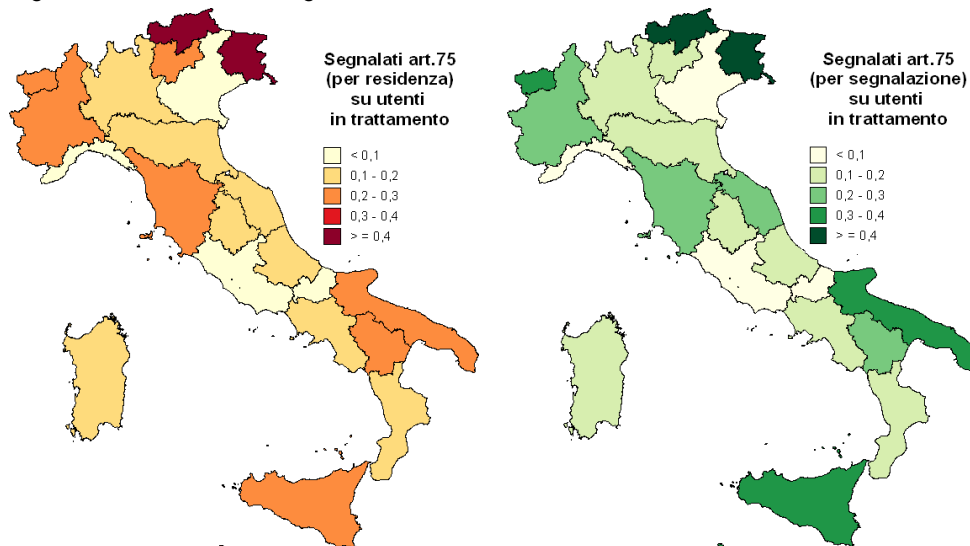 Segnalati art.75
(per residenza)
su utenti
in trattamento
< 0,1
0,1 - 0,2
0,2 - 0,3
0,3 - 0,4
> = 0,4
Segnalati art.75
(per segnalazione)
su utenti
in trattamento
< 0,1
0,1 - 0,2
0,2 - 0,3
0,3 - 0,4
> = 0,4